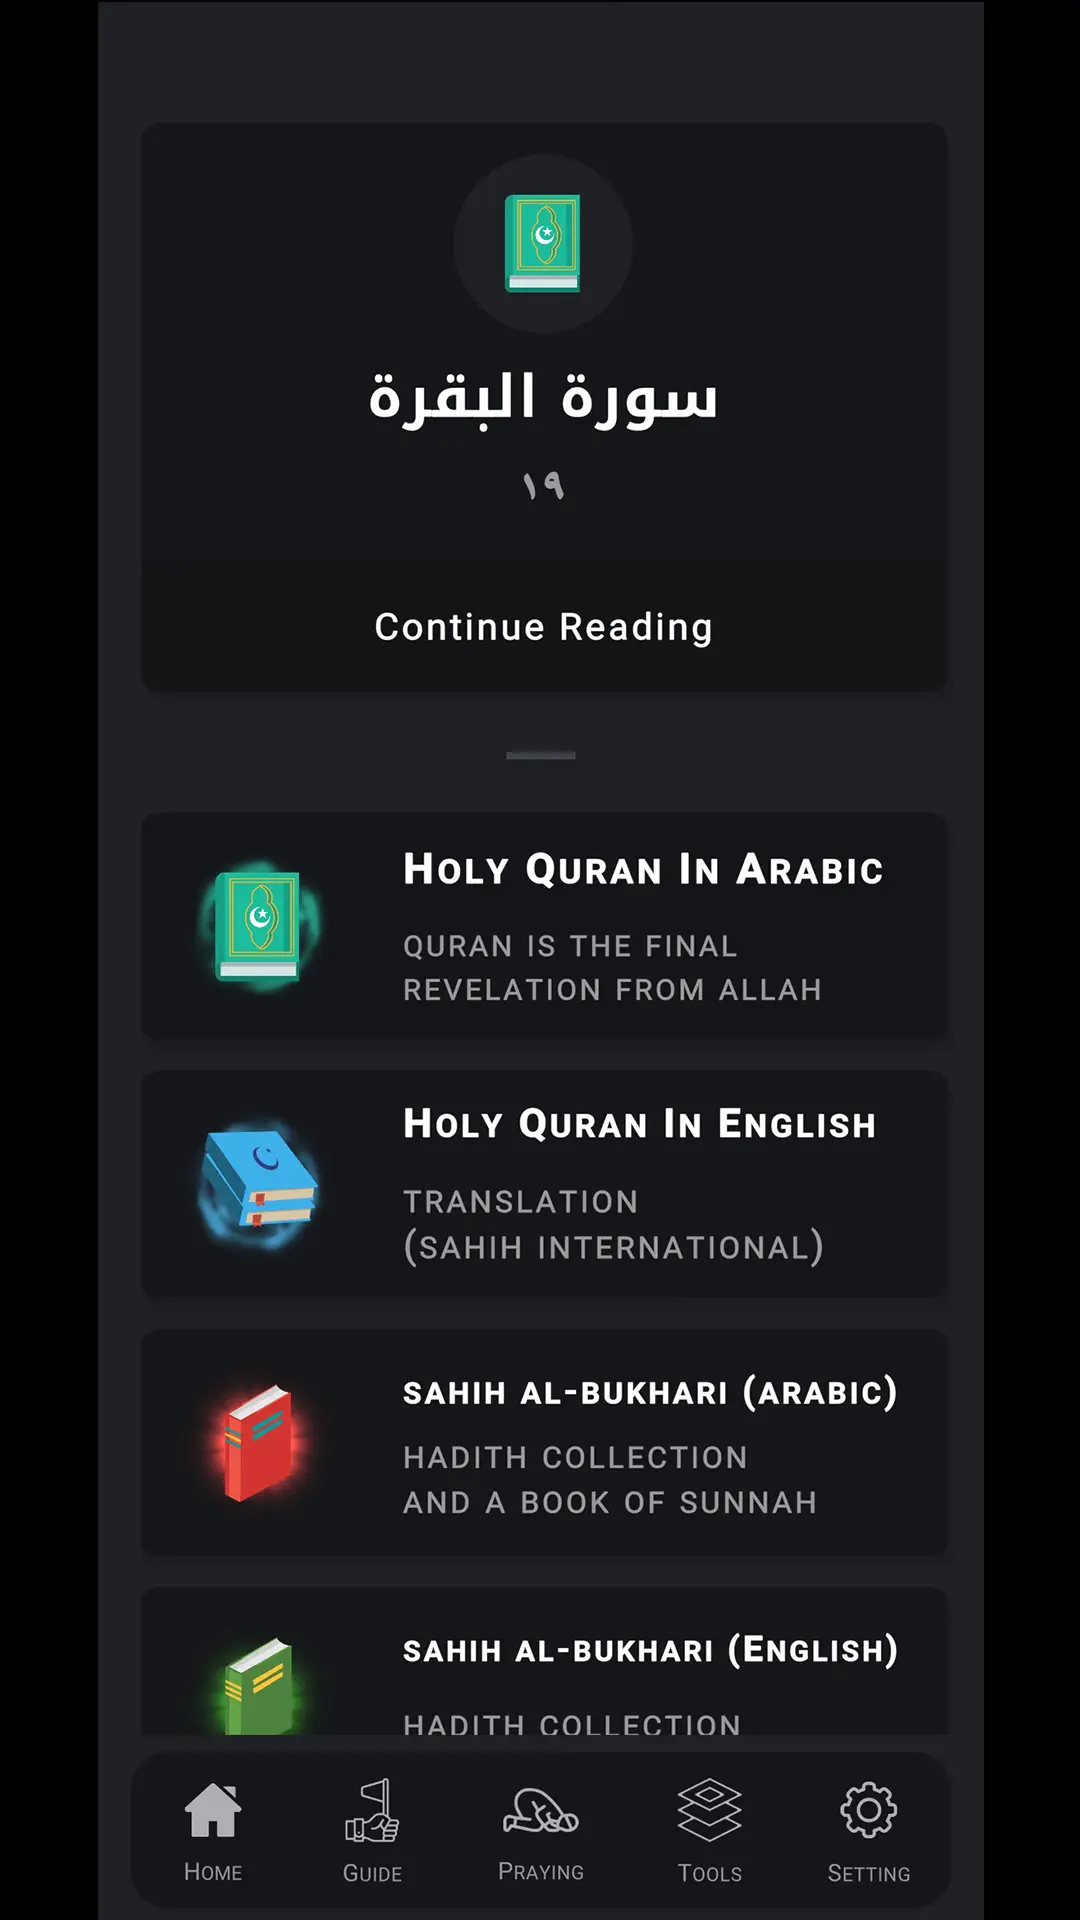 سورة البقرة
١٩
Continue Reading
Holy Quran In Arabic
QURAN IS THE FINAL
REVELATION FROM ALLAH
Holy Quran In English
TRANSLATION
(SAHIH INTERNATIONAL)
SAHIH AL-BUKHARI (ARABIC)
HADITH COLLECTION
AND A BOOK OF SUNNAH
SAHIH AL-BUKHARI (English)
HADITH COLLECTION
Home
Guide
Praying
Tools
Setting